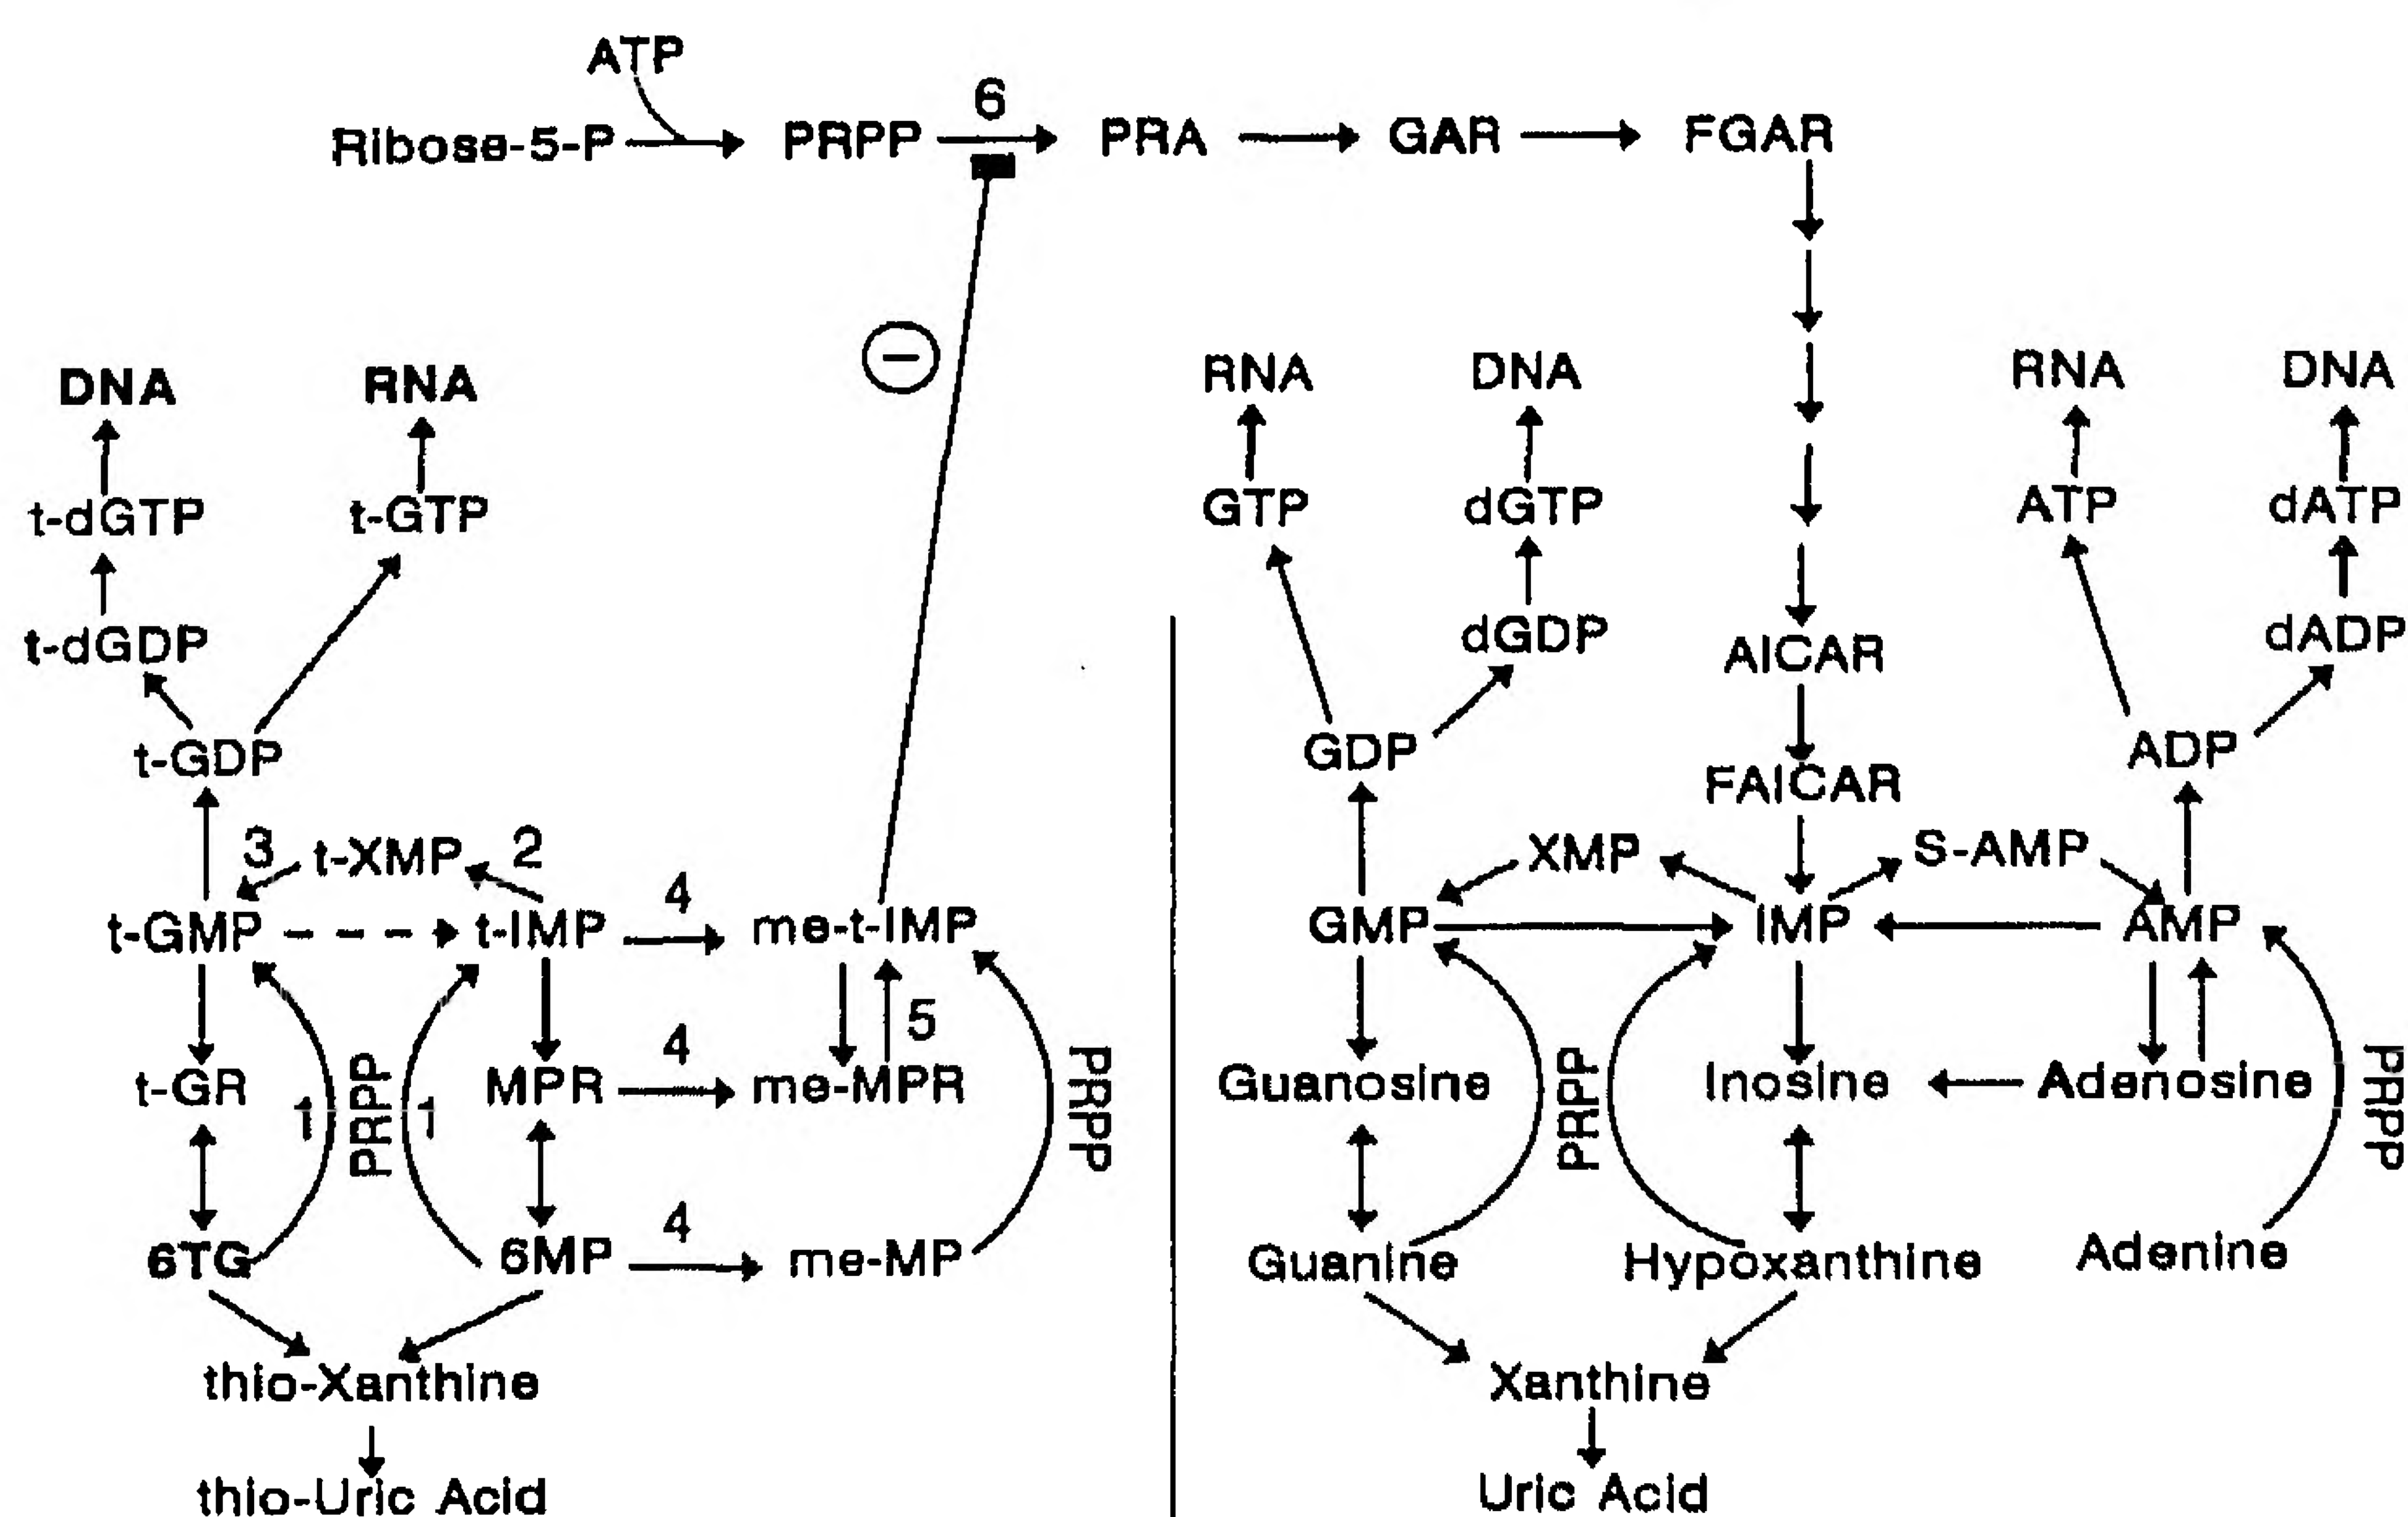 ATP
6
Ribose-5-P PRPP PRA GAR FGAR
−
DNA RNA RNA DNA RNA DNA
t-dGTP t-GTP GTP dGTP ATP dATP
t-dGDP dGDP AICAR dADP
t-GDP GDP FAICAR ADP
3 t-XMP 2 4 XMP S-AMP
t-GMP t-IMP me-t-IMP GMP IMP AMP
5
t-GR 1 PRPP 1 MPR 4 me-MPR PRPP Guanosine PRPP Inosine Adenosine PRPP
6TG 6MP 4 me-MP Guanine Hypoxanthine Adenine
thio-Xanthine Xanthine
thio-Uric Acid Uric Acid